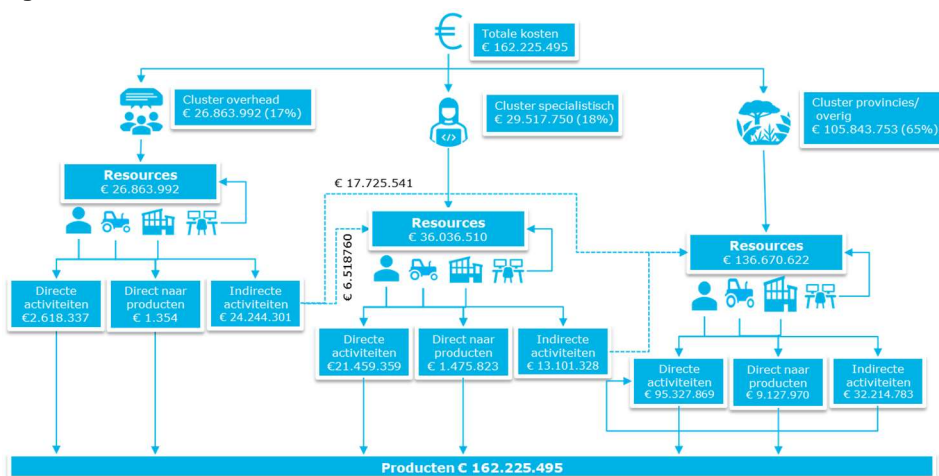 €
Totale kosten
€ 162.225.495
Cluster overhead
€ 26.863.992 (17%)
Cluster specialistisch
€ 29.517.750 (18%)
Cluster provincies/
overig
€ 105.843.753 (65%)
Resources
€ 26.863.992
€ 17.725.541
€ 6.518760
Resources
€ 36.036.510
Resources
€ 136.670.622
Directe
activiteiten
€2.618.337
Direct naar
producten
€ 1.354
Indirecte
activiteiten
€ 24.244.301
Directe
activiteiten
€21.459.359
Direct naar
producten
€ 1.475.823
Indirecte
activiteiten
€ 13.101.328
Directe
activiteiten
€ 95.327.869
Direct naar
producten
€ 9.127.970
Indirecte
activiteiten
€ 32.214.783
Producten € 162.225.495